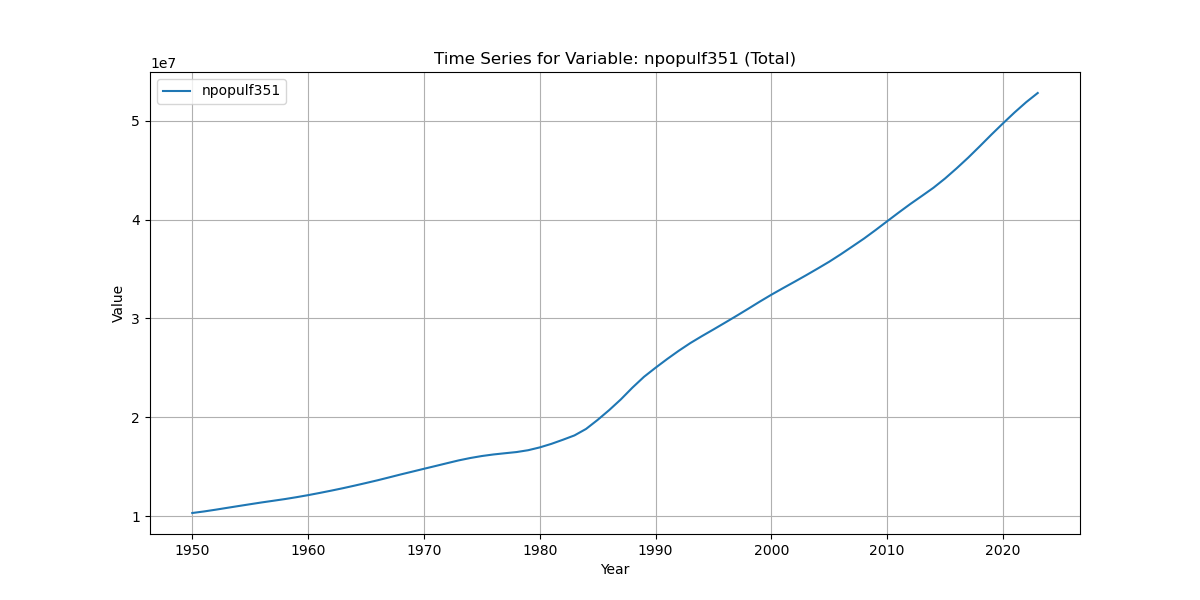 Time Series for Variable: npopulf351 (Total)
1e7
npopulf351
5
4
3
2
1
Value
1950 1960 1970 1980 1990 2000 2010 2020
Year